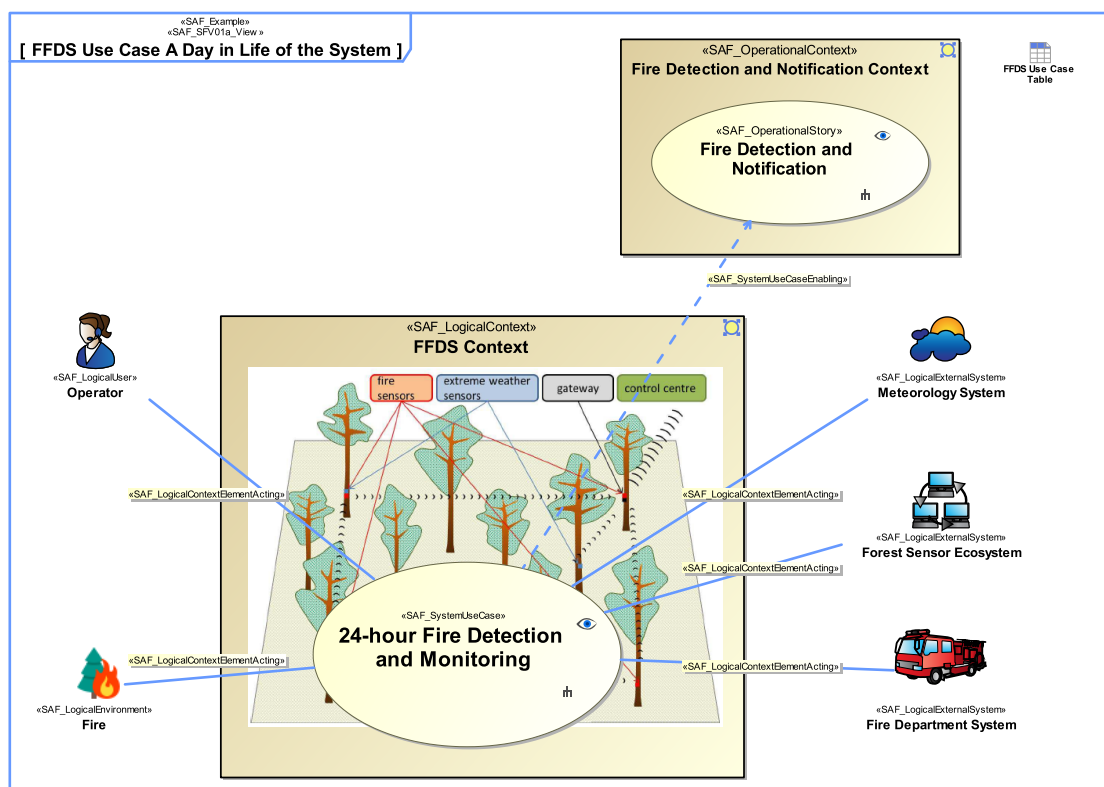 «SAF_Example»
«SAF_SFV01a_View »
[ FFDS Use Case A Day in Life of the System ]
«SAF_OperationalContext»
Fire Detection and Notification Context
FFDS Use Case
Table
«SAF_OperationalStory»
Fire Detection and
Notification
«SAF_SystemUseCaseEnabling»
«SAF_LogicalContext»
FFDS Context
fire
sensors
extreme weather
sensors
gateway
control centre
«SAF_LogicalUser»
Operator
«SAF_LogicalExternalSystem»
Meteorology System
«SAF_LogicalContextElementActing»
«SAF_LogicalContextElementActing»
«SAF_LogicalExternalSystem»
Forest Sensor Ecosystem
«SAF_LogicalContextElementActing»
«SAF_SystemUseCase»
24-hour Fire Detection
and Monitoring
«SAF_LogicalContextElementActing»
«SAF_LogicalContextElementActing»
«SAF_LogicalEnvironment»
Fire
«SAF_LogicalExternalSystem»
Fire Department System